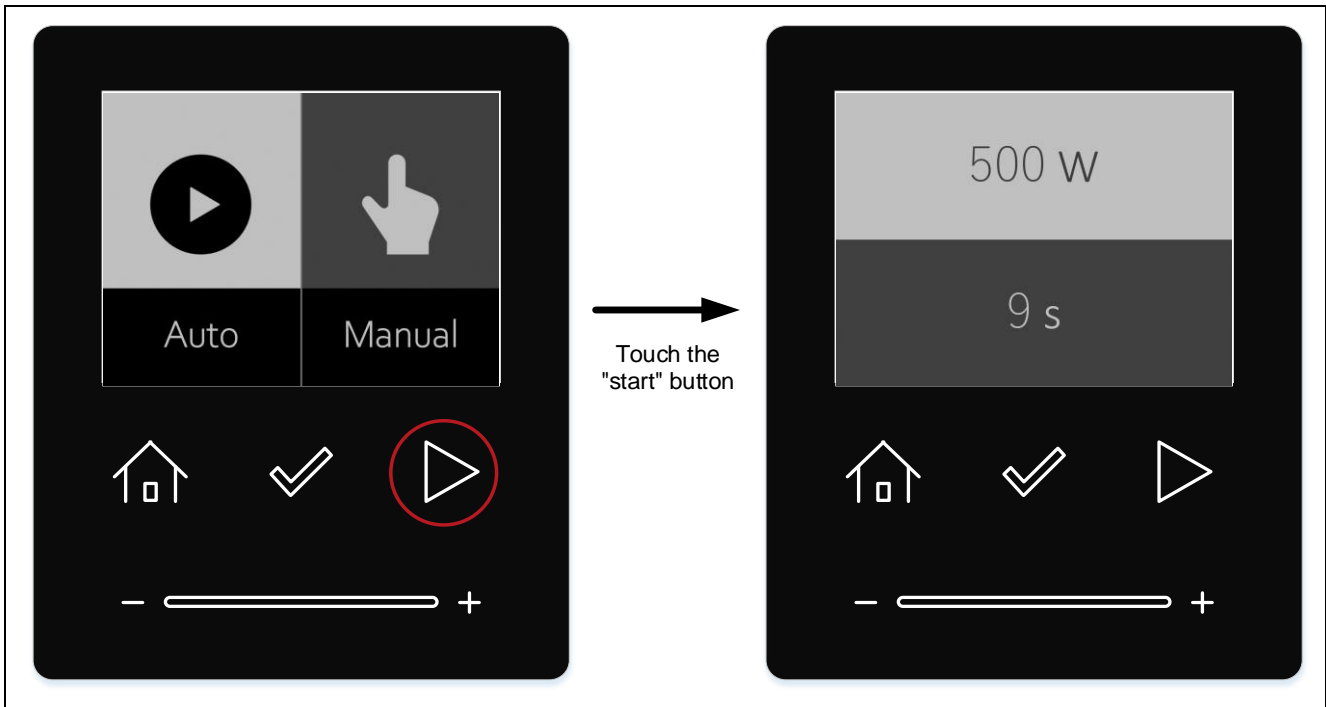 Auto
Manual
Touch the
"start" button
500 W
9 s
- +
- +